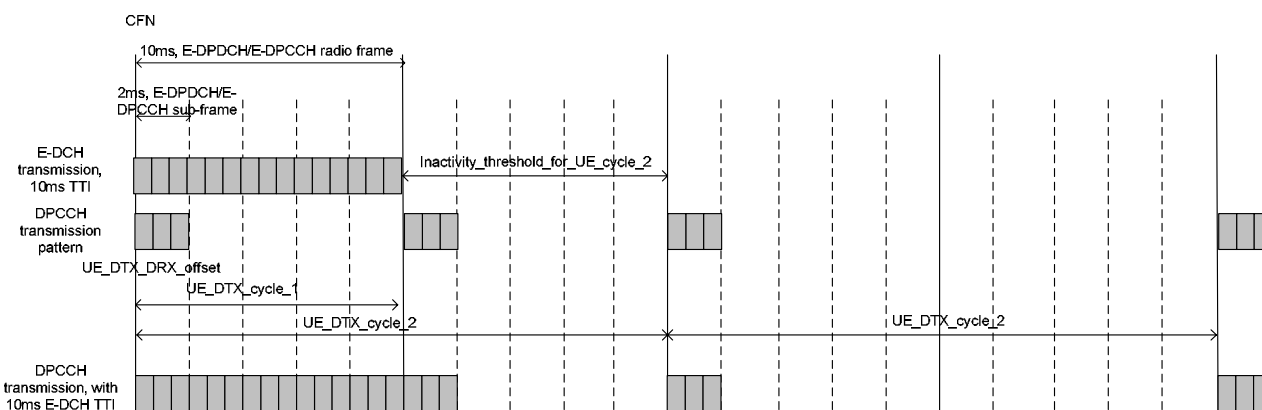 CFN
10ms, E-DPDCH/E-DPCCH radio frame
2ms, E-DPDCH/E-
DPCCH sub-frame
E-DCH
transmission,
10ms TTI
Inactivity_threshold_for_UE_cycle_2
DPCCH
transmission
pattern
UE_DTX_DRX_offset
UE_DTX_cycle_1
UE_DTX_cycle_2
UE_DTX_cycle_2
DPCCH
transmission, with
10ms E-DCH TTI